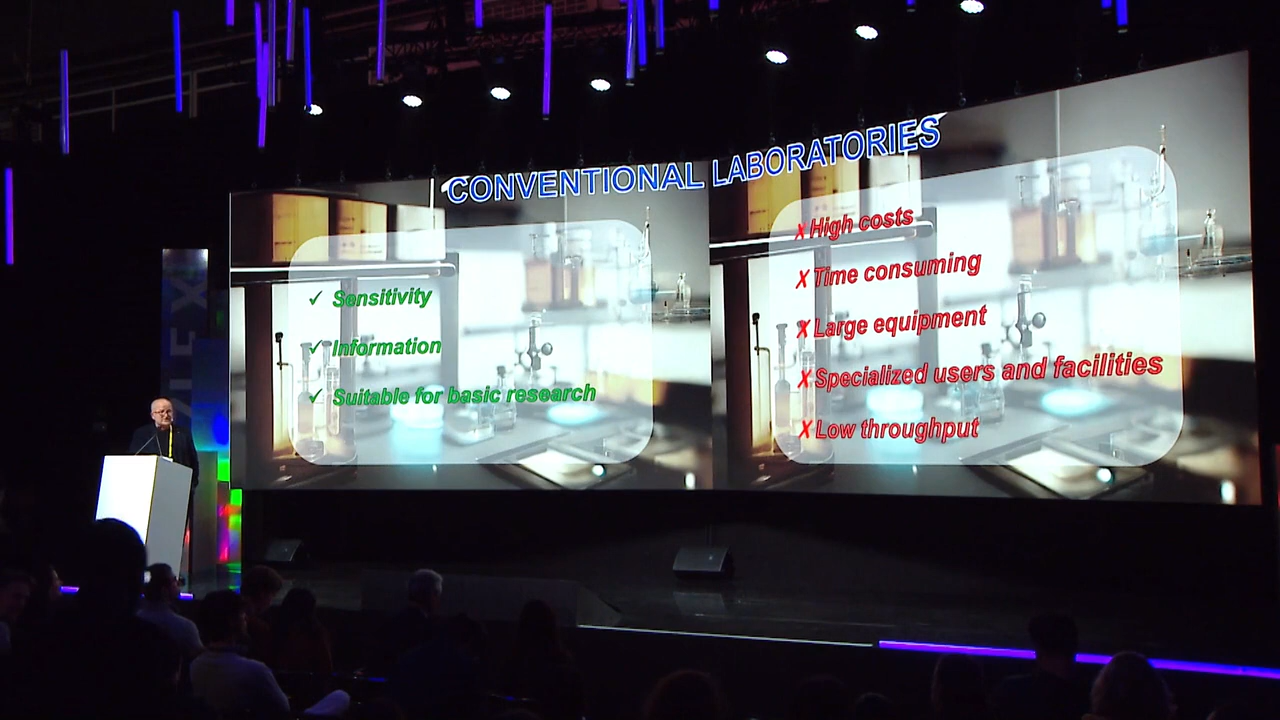 CONVENTIONAL LABORATORIES
✓ Sensitivity
✓ Information
✓ Suitable for basic research
✗ High costs
✗ Time consuming
✗ Large equipment
✗ Specialized users and facilities
✗ Low throughput